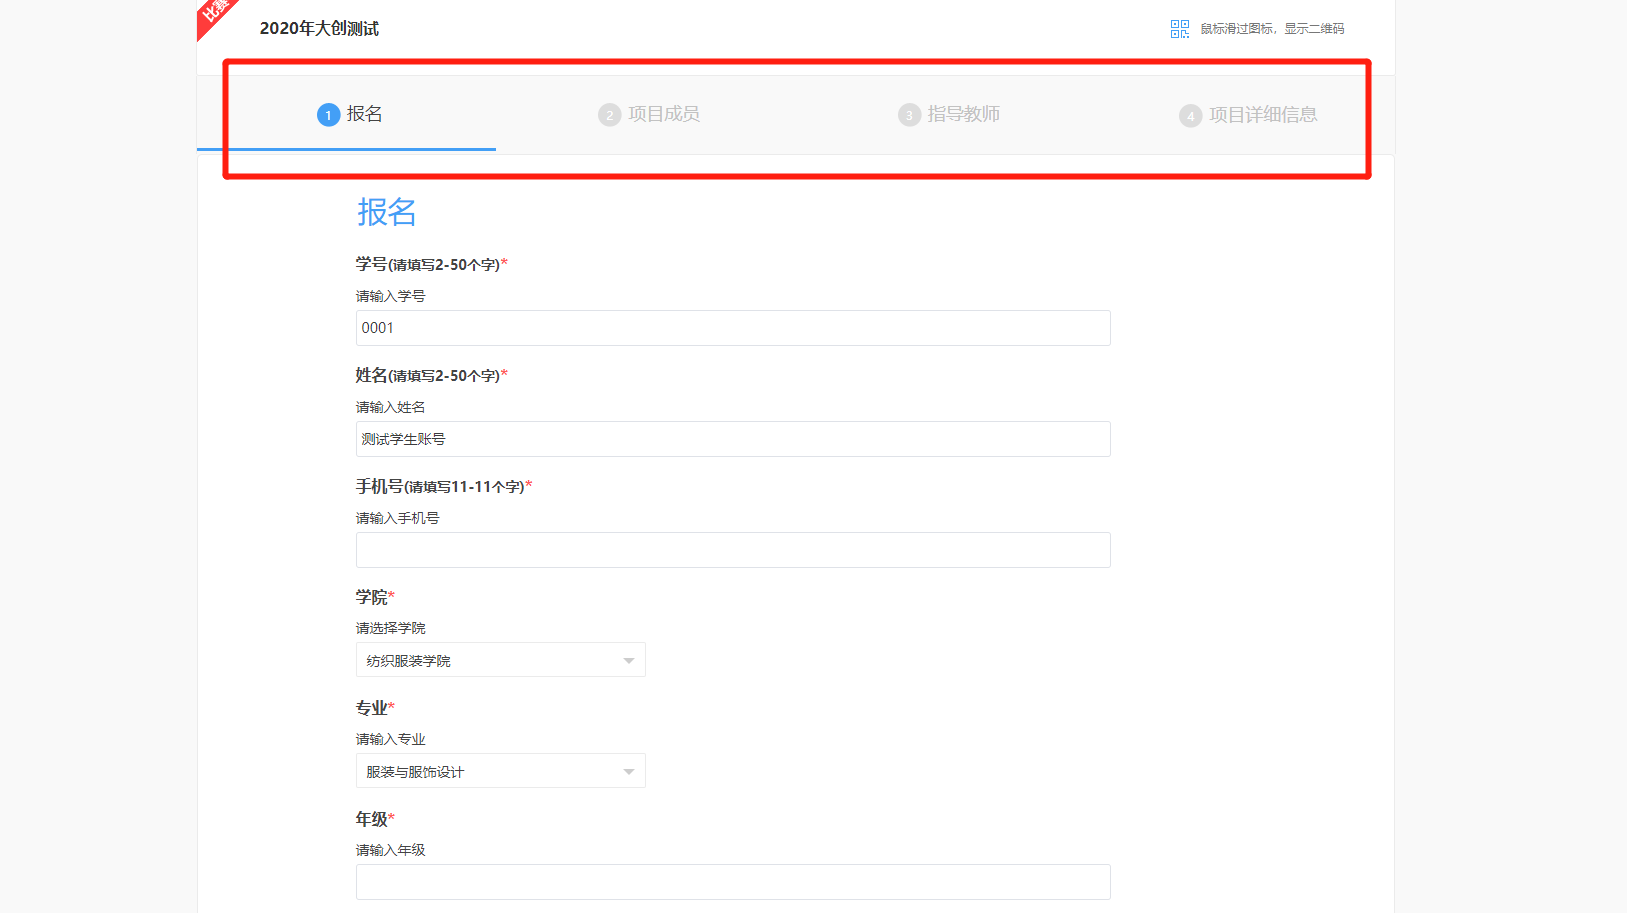 比赛
2020年大创测试
鼠标滑过图标，显示二维码
1 报名
2 项目成员
3 指导教师
4 项目详细信息
报名
学号(请填写2-50个字)*
请输入学号
0001
姓名(请填写2-50个字)*
请输入姓名
测试学生账号
手机号(请填写11-11个字)*
请输入手机号
学院*
请选择学院
纺织服装学院
专业*
请输入专业
服装与服饰设计
年级*
请输入年级